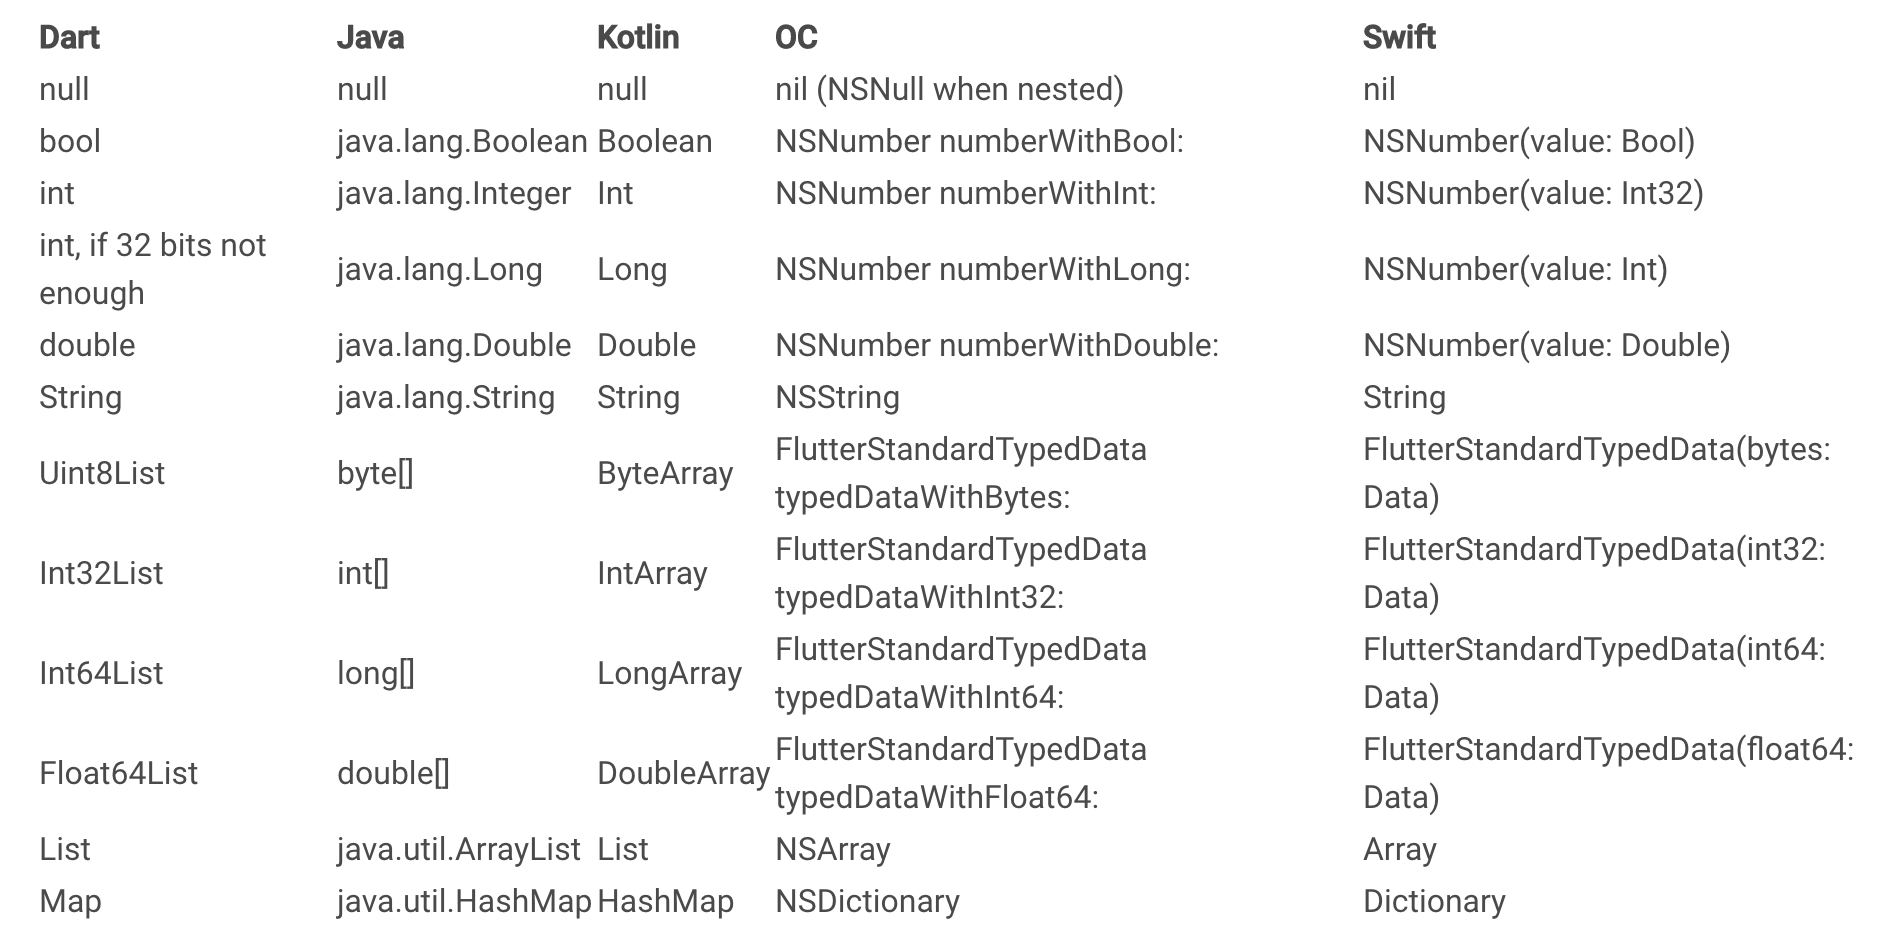 Dart Java Kotlin OC Swift
null null null nil (NSNull when nested) nil
bool java.lang.Boolean Boolean NSNumber numberWithBool: NSNumber(value: Bool)
int java.lang.Integer Int NSNumber numberWithInt: NSNumber(value: Int32)
int, if 32 bits not
enough java.lang.Long Long NSNumber numberWithLong: NSNumber(value: Int)
double java.lang.Double Double NSNumber numberWithDouble: NSNumber(value: Double)
String java.lang.String String NSString String
Uint8List byte[] ByteArray FlutterStandardTypedData FlutterStandardTypedData(bytes:
typedDataWithBytes: Data)
Int32List int[] IntArray FlutterStandardTypedData FlutterStandardTypedData(int32:
typedDataWithInt32: Data)
Int64List long[] LongArray FlutterStandardTypedData FlutterStandardTypedData(int64:
typedDataWithInt64: Data)
Float64List double[] DoubleArray FlutterStandardTypedData FlutterStandardTypedData(float64:
typedDataWithFloat64: Data)
List java.util.ArrayList List NSArray Array
Map java.util.HashMap HashMap NSDictionary Dictionary